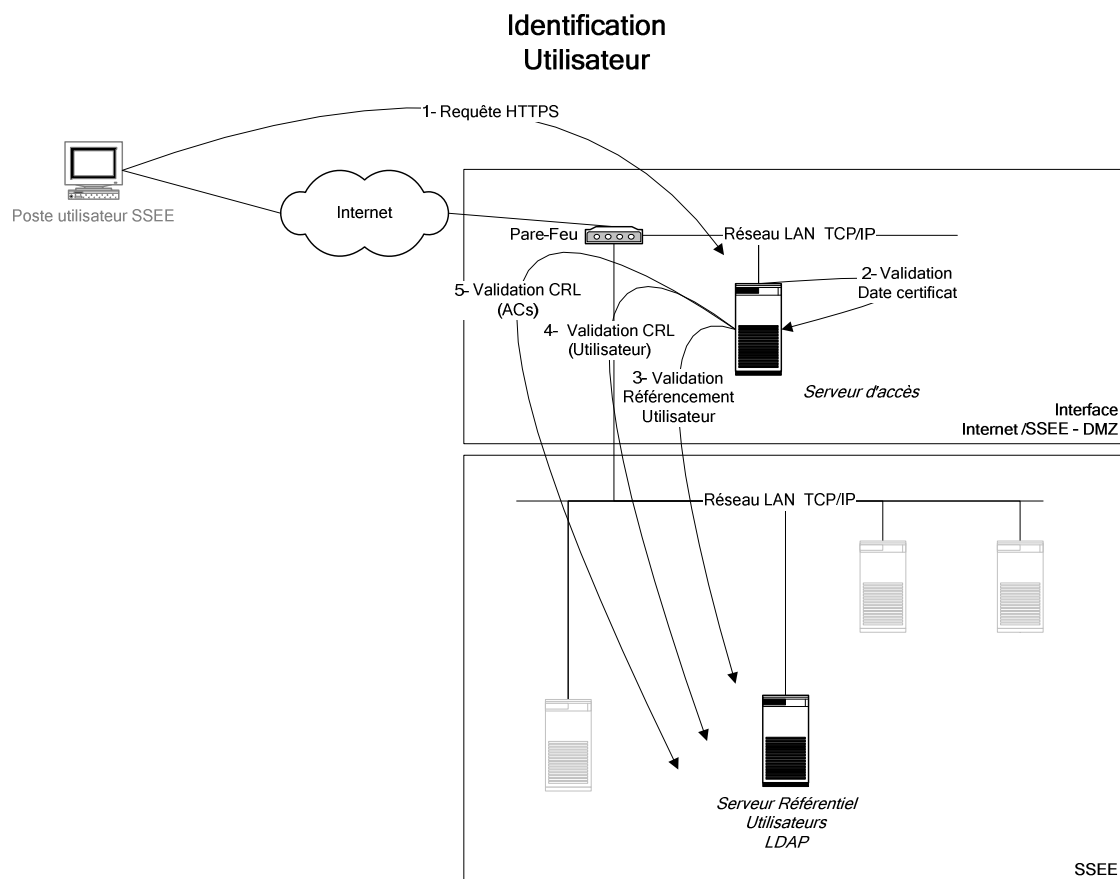 Identification
Utilisateur
1- Requête HTTPS
Poste utilisateur SSEE
Internet
Pare-Feu
Réseau LAN TCP/IP
2- Validation
Date certificat
5- Validation CRL
(ACs)
4- Validation CRL
(Utilisateur)
3- Validation
Référencement
Utilisateur
Serveur d'accès
Interface
Internet /SSEE - DMZ
Réseau LAN TCP/IP
Serveur Référentiel
Utilisateurs
LDAP
SSEE